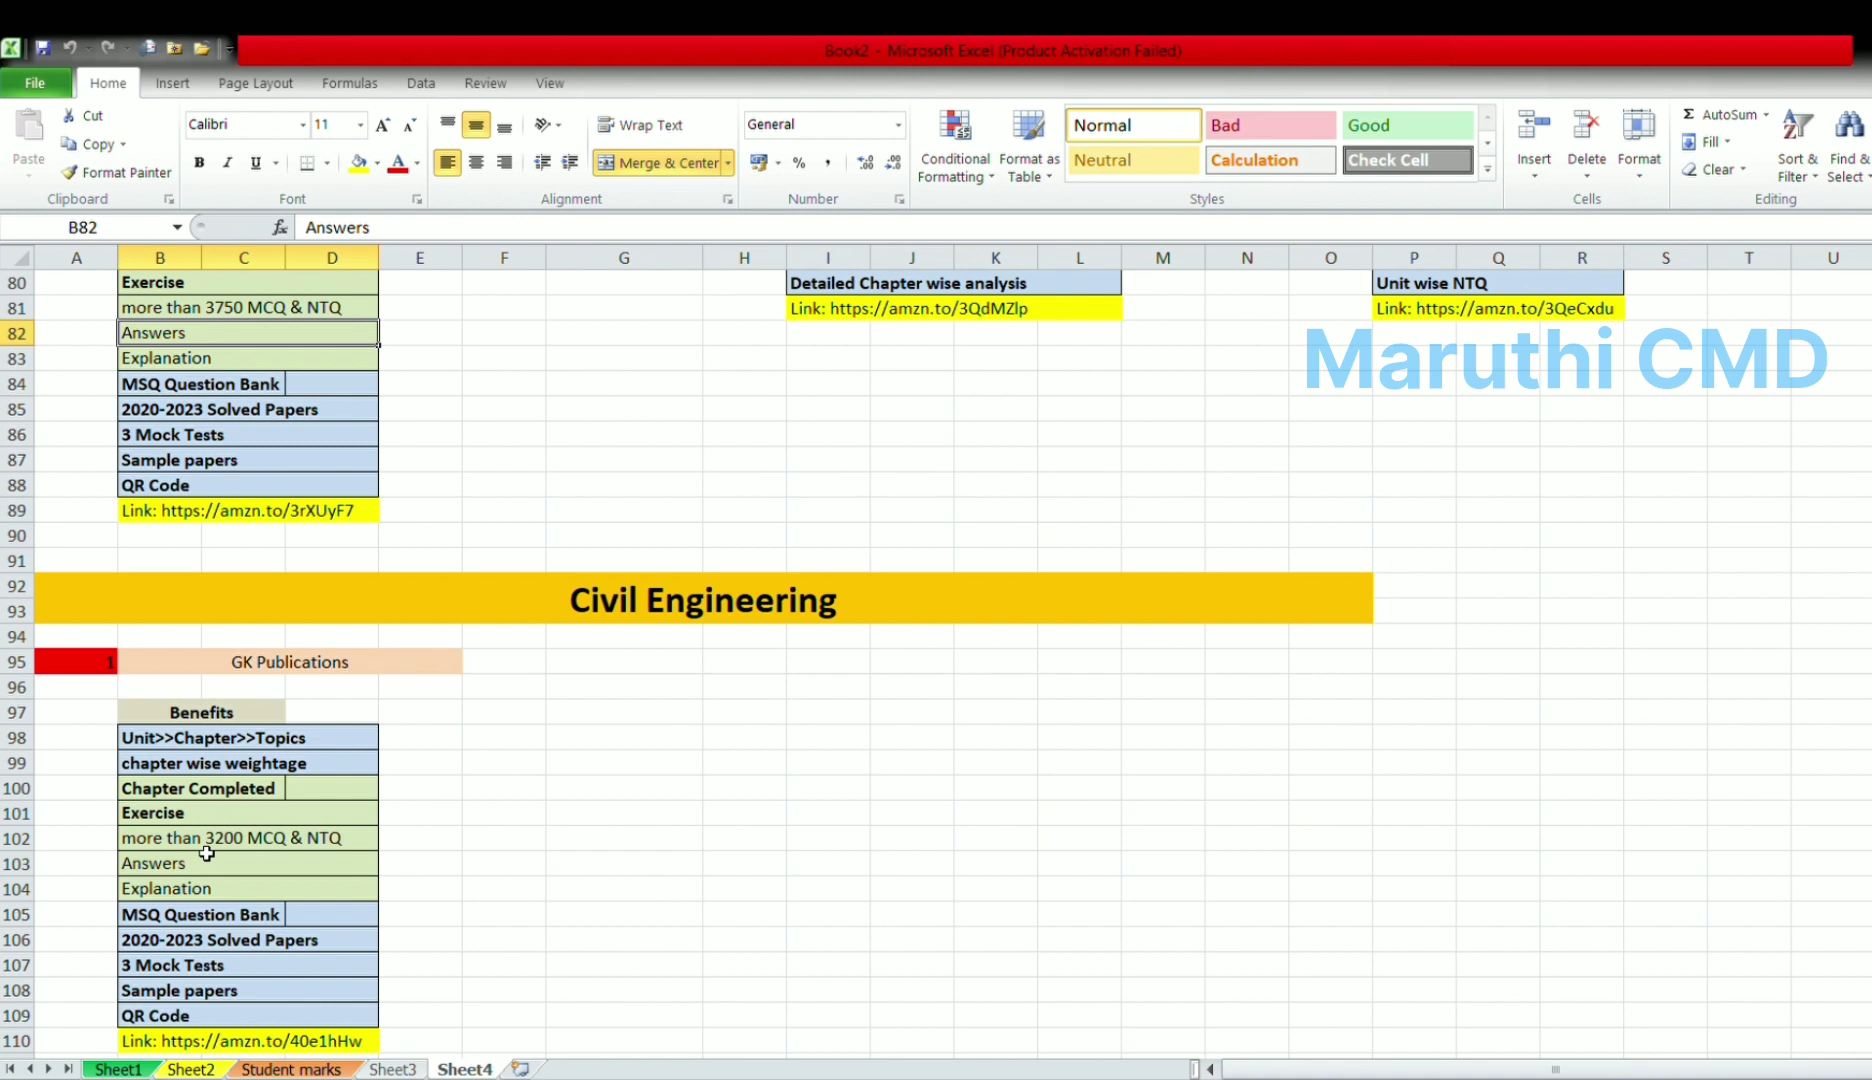 Book2 - Microsoft Excel (Product Activation Failed)
File Home Insert Page Layout Formulas Data Review View
Paste
Cut
Copy
Format Painter
Clipboard
Calibri 11
B I U
Font
Wrap Text
Merge & Center
Alignment
General
% ,
Number
Conditional Formatting
Format as Table
Normal Bad Good
Neutral Calculation Check Cell
Styles
Insert Delete Format
Cells
Σ AutoSum
Fill
Clear
Sort & Filter
Find & Select
Editing
B82 fx Answers
A B C D E F G H I J K L M N O P Q R S T U
80 Exercise Detailed Chapter wise analysis Unit wise NTQ
81 more than 3750 MCQ & NTQ Link: https://amzn.to/3QdMZlp Link: https://amzn.to/3QeCxdu
82 Answers
Maruthi CMD
83 Explanation
84 MSQ Question Bank
85 2020-2023 Solved Papers
86 3 Mock Tests
87 Sample papers
88 QR Code
89 Link: https://amzn.to/3rXUyF7
90
91
92
Civil Engineering
93
94
95 1 GK Publications
96
97 Benefits
98 Unit>>Chapter>>Topics
99 chapter wise weightage
100 Chapter Completed
101 Exercise
102 more than 3200 MCQ & NTQ
103 Answers
104 Explanation
105 MSQ Question Bank
106 2020-2023 Solved Papers
107 3 Mock Tests
108 Sample papers
109 QR Code
110 Link: https://amzn.to/40e1hHw
Sheet1 Sheet2 Student marks Sheet3 Sheet4